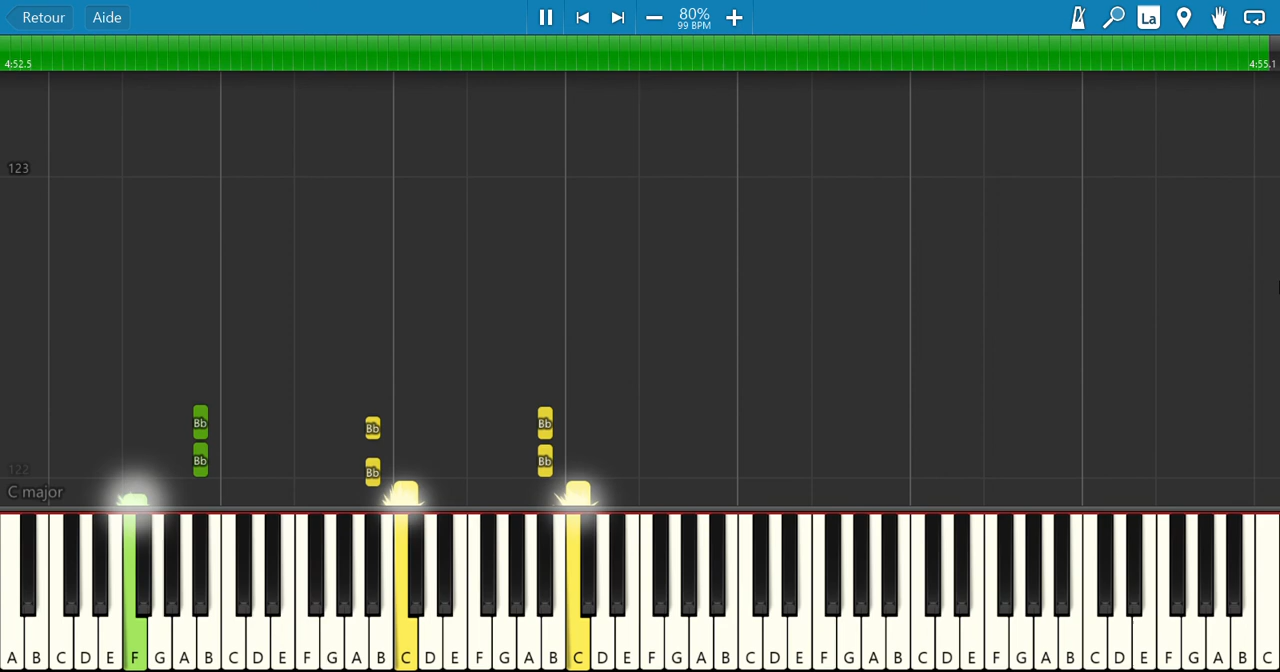 Retour Aide 80% La
99 BPM
4:52.5 4:55.1
123
Bb Bb Bb
Bb Bb Bb
122
C major
A B C D E F G A B C D E F G A B C D E F G A B C D E F G A B C D E F G A B C D E F G A B C D E F G A B C